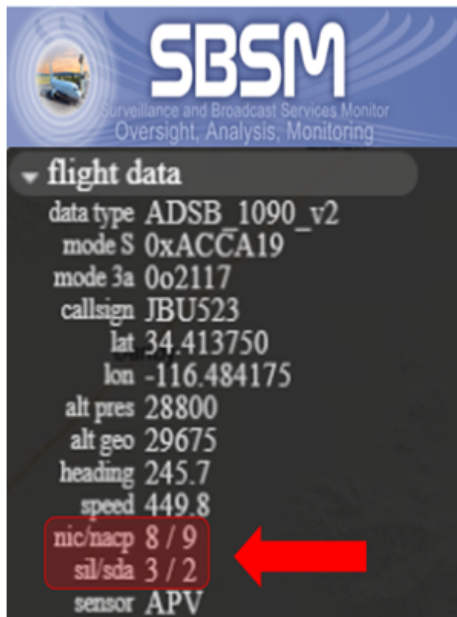 SBSM
Surveillance and Broadcast Services Monitor
Oversight, Analysis, Monitoring
flight data
data type ADSB_1090_v2
mode S 0xACCA19
mode 3a 0o2117
callsign JBU523
lat 34.413750
lon -116.484175
alt pres 28800
alt geo 29675
heading 245.7
speed 449.8
nic/nacp 8 / 9
sil/sda 3 / 2
sensor APV